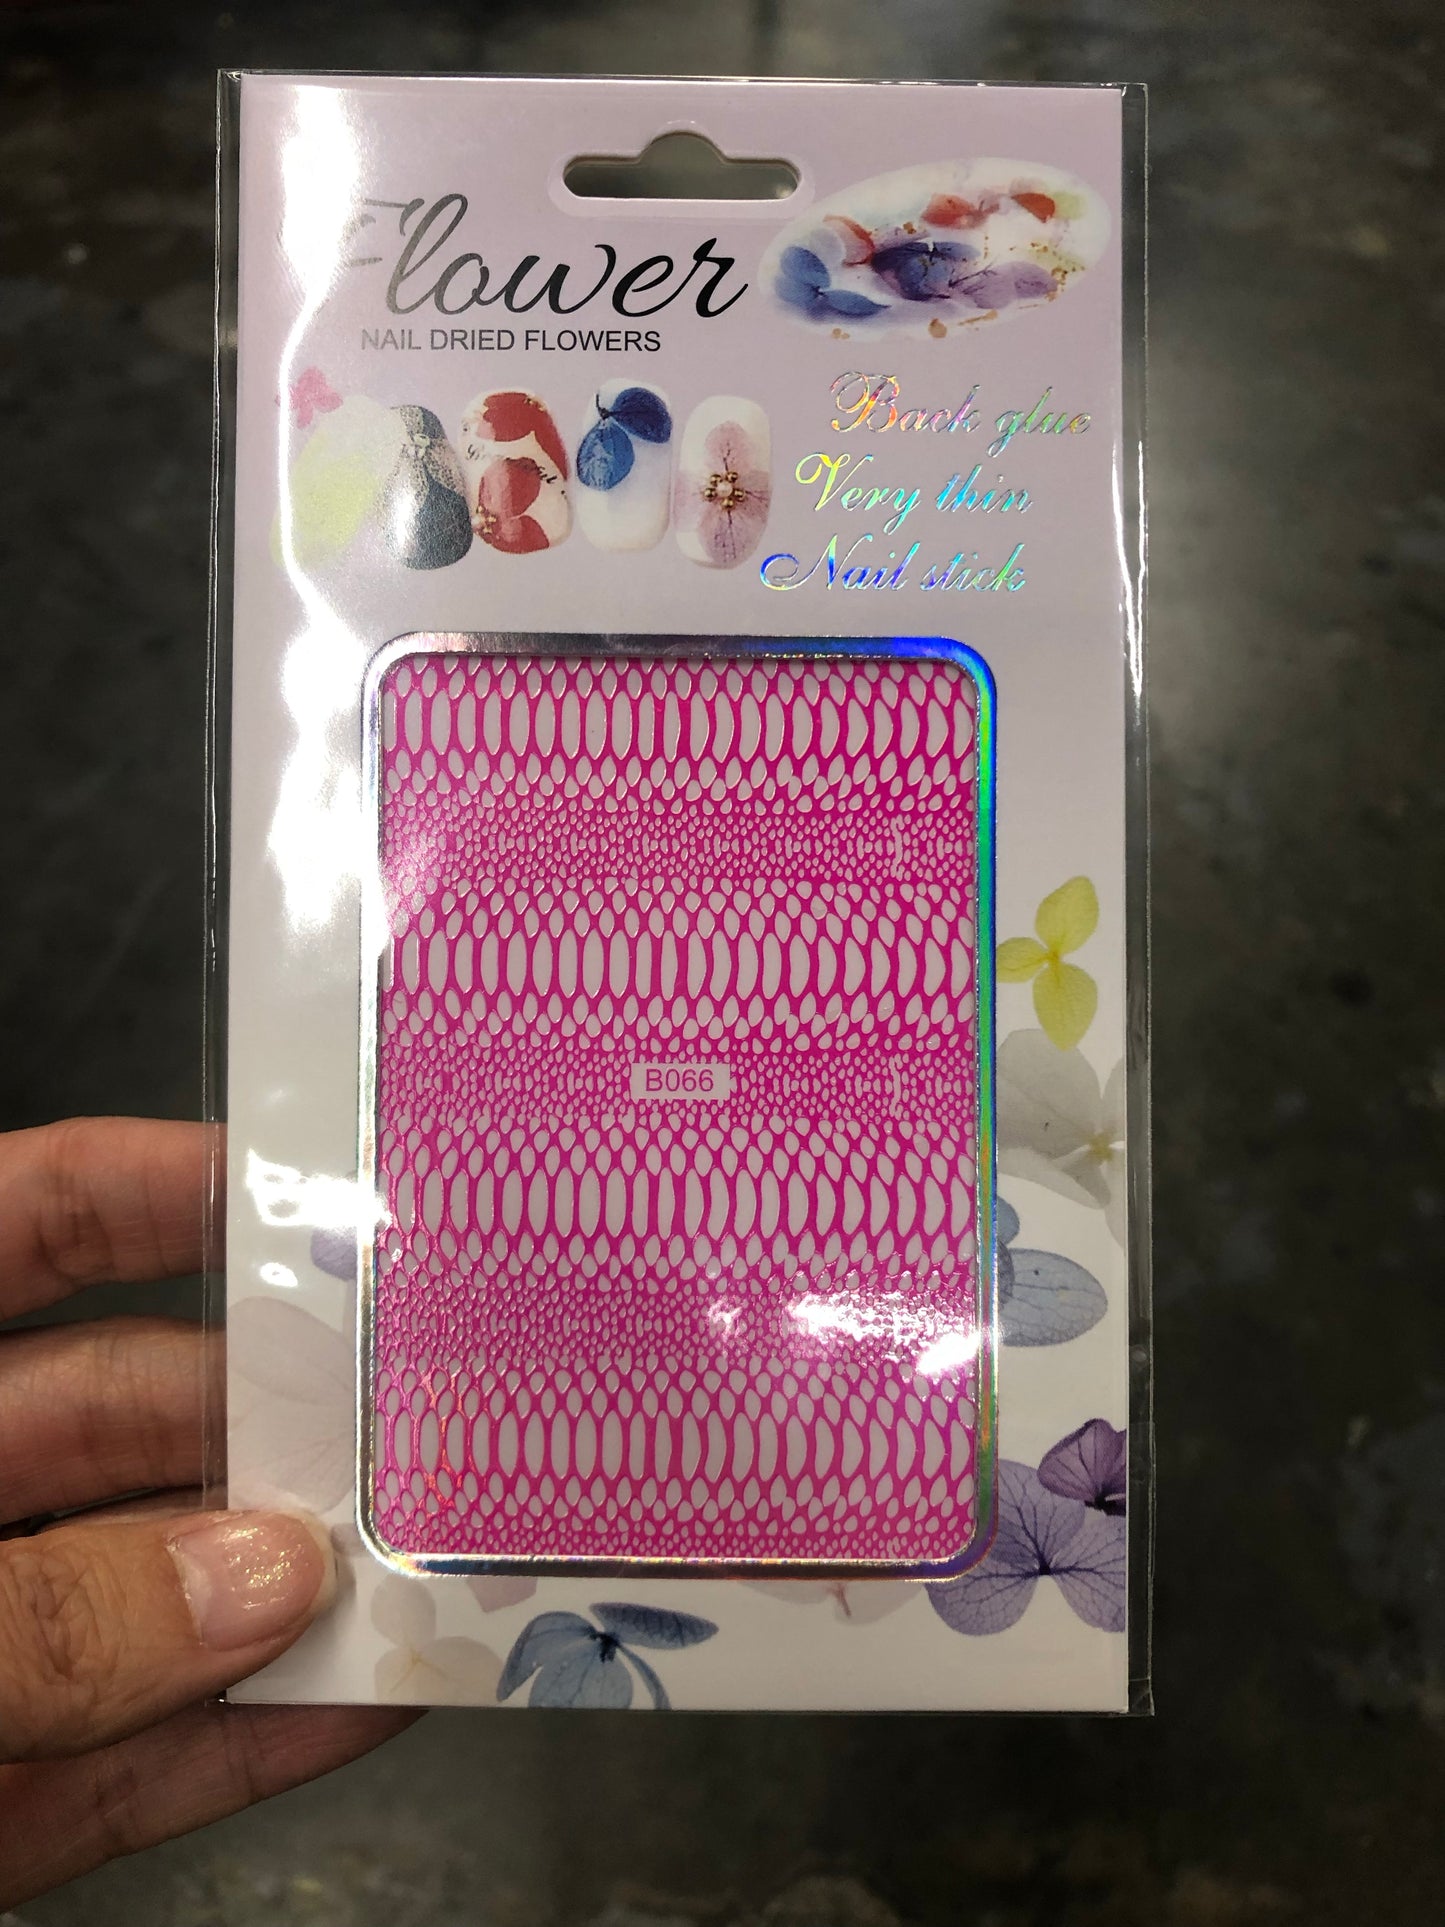 Flower
NAIL DRIED FLOWERS
Back glue
Very thin
Nail stick
B066